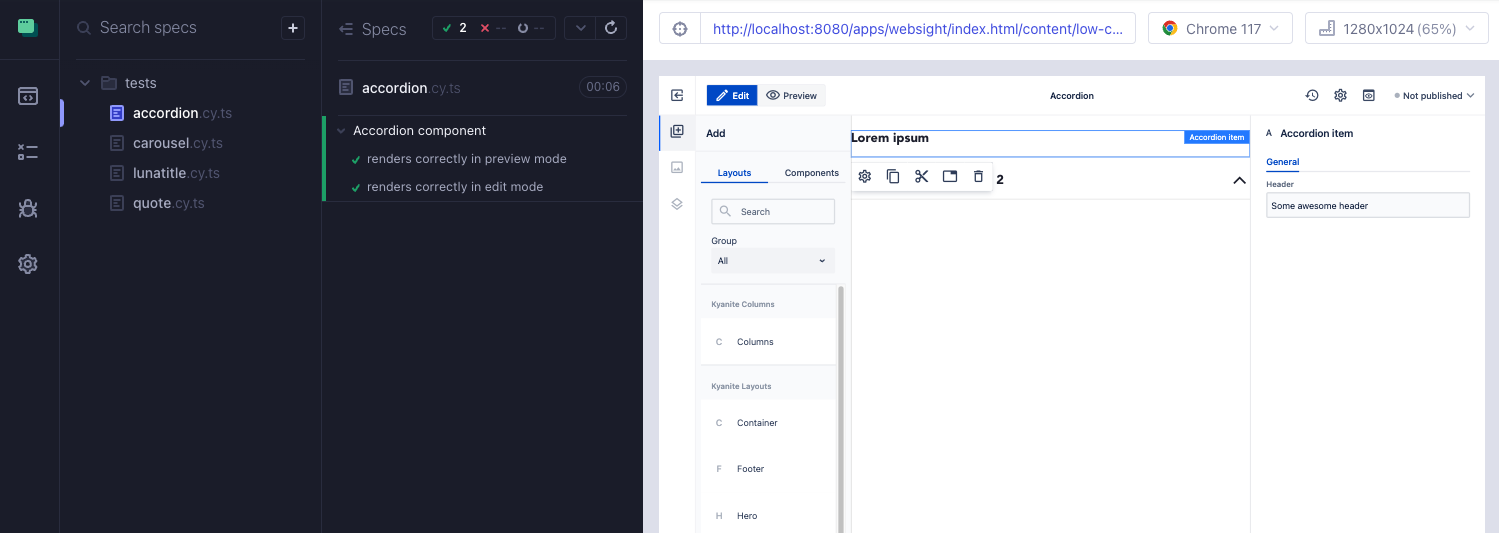 Search specs
+
tests
accordion.cy.ts
carousel.cy.ts
lunatitle.cy.ts
quote.cy.ts
Specs
2
--
--
accordion.cy.ts
00:06
Accordion component
renders correctly in preview mode
renders correctly in edit mode
http://localhost:8080/apps/websight/index.html/content/low-c...
Chrome 117
1280x1024 (65%)
Edit
Preview
Accordion
Not published
Add
Layouts
Components
Search
Group
All
Kyanite Columns
C Columns
Kyanite Layouts
C Container
F Footer
H Hero
Lorem ipsum
Accordion item
2
A Accordion item
General
Header
Some awesome header